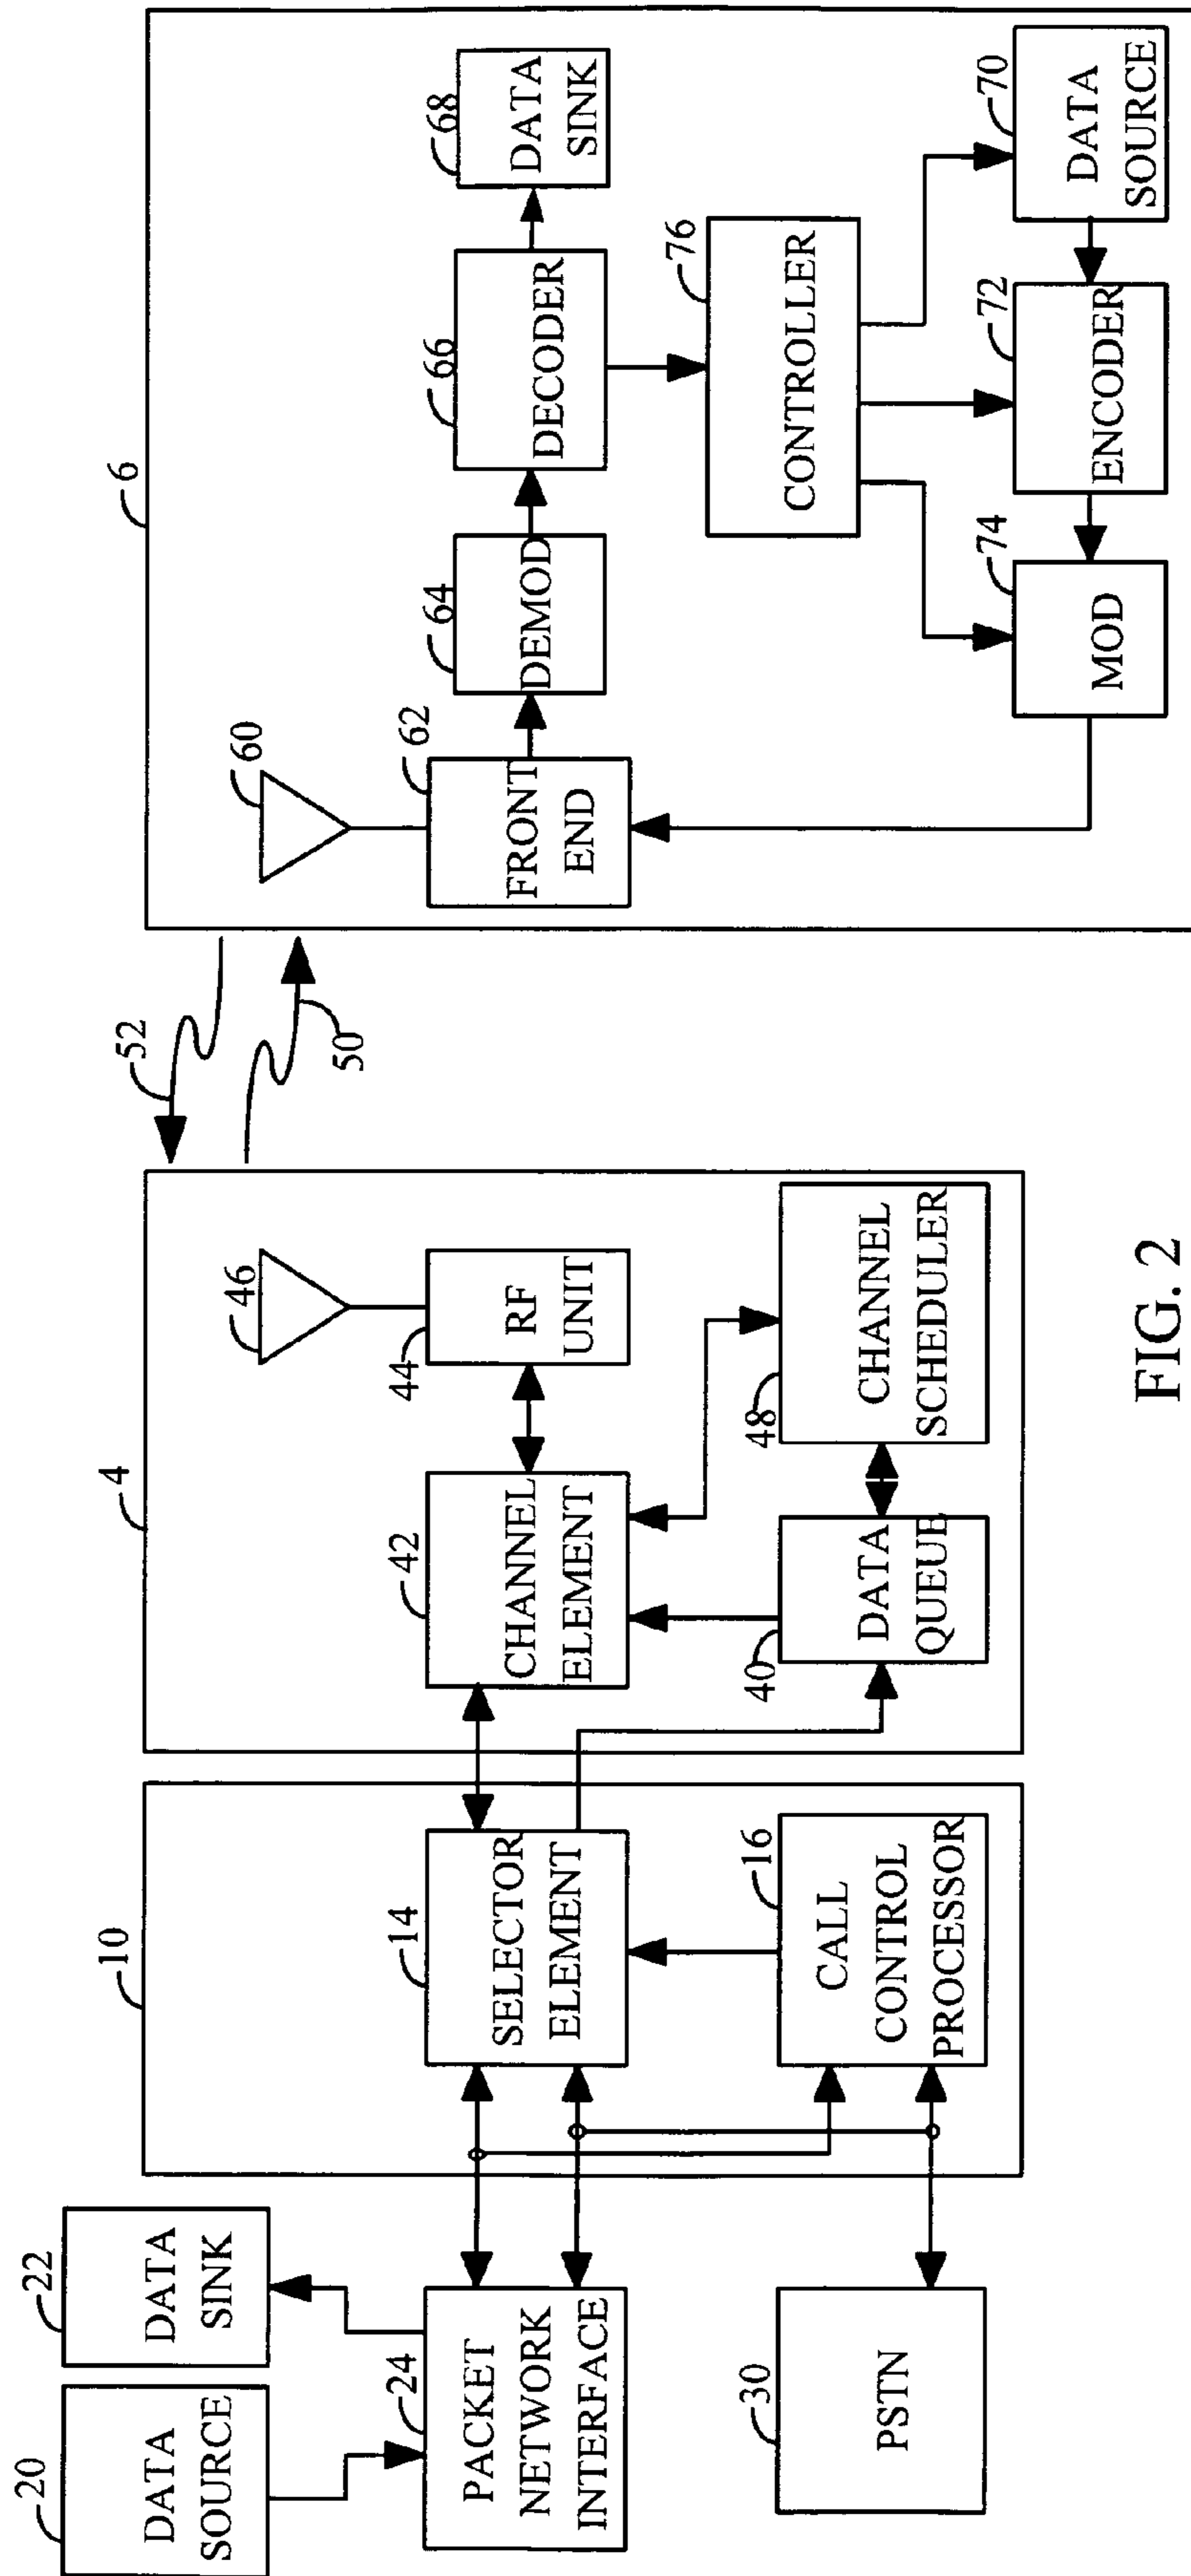 20
DATA
SOURCE
22
DATA
SINK
24
PACKET
NETWORK
INTERFACE
30
PSTN
10
14
SELECTOR
ELEMENT
16
CALL
CONTROL
PROCESSOR
4
42
CHANNEL
ELEMENT
40
DATA
QUEUE
46
44
RF
UNIT
48
CHANNEL
SCHEDULER
52
50
6
60
62
FRONT
END
64
DEMOD
66
DECODER
68
DATA
SINK
76
CONTROLLER
74
MOD
72
ENCODER
70
DATA
SOURCE
FIG. 2